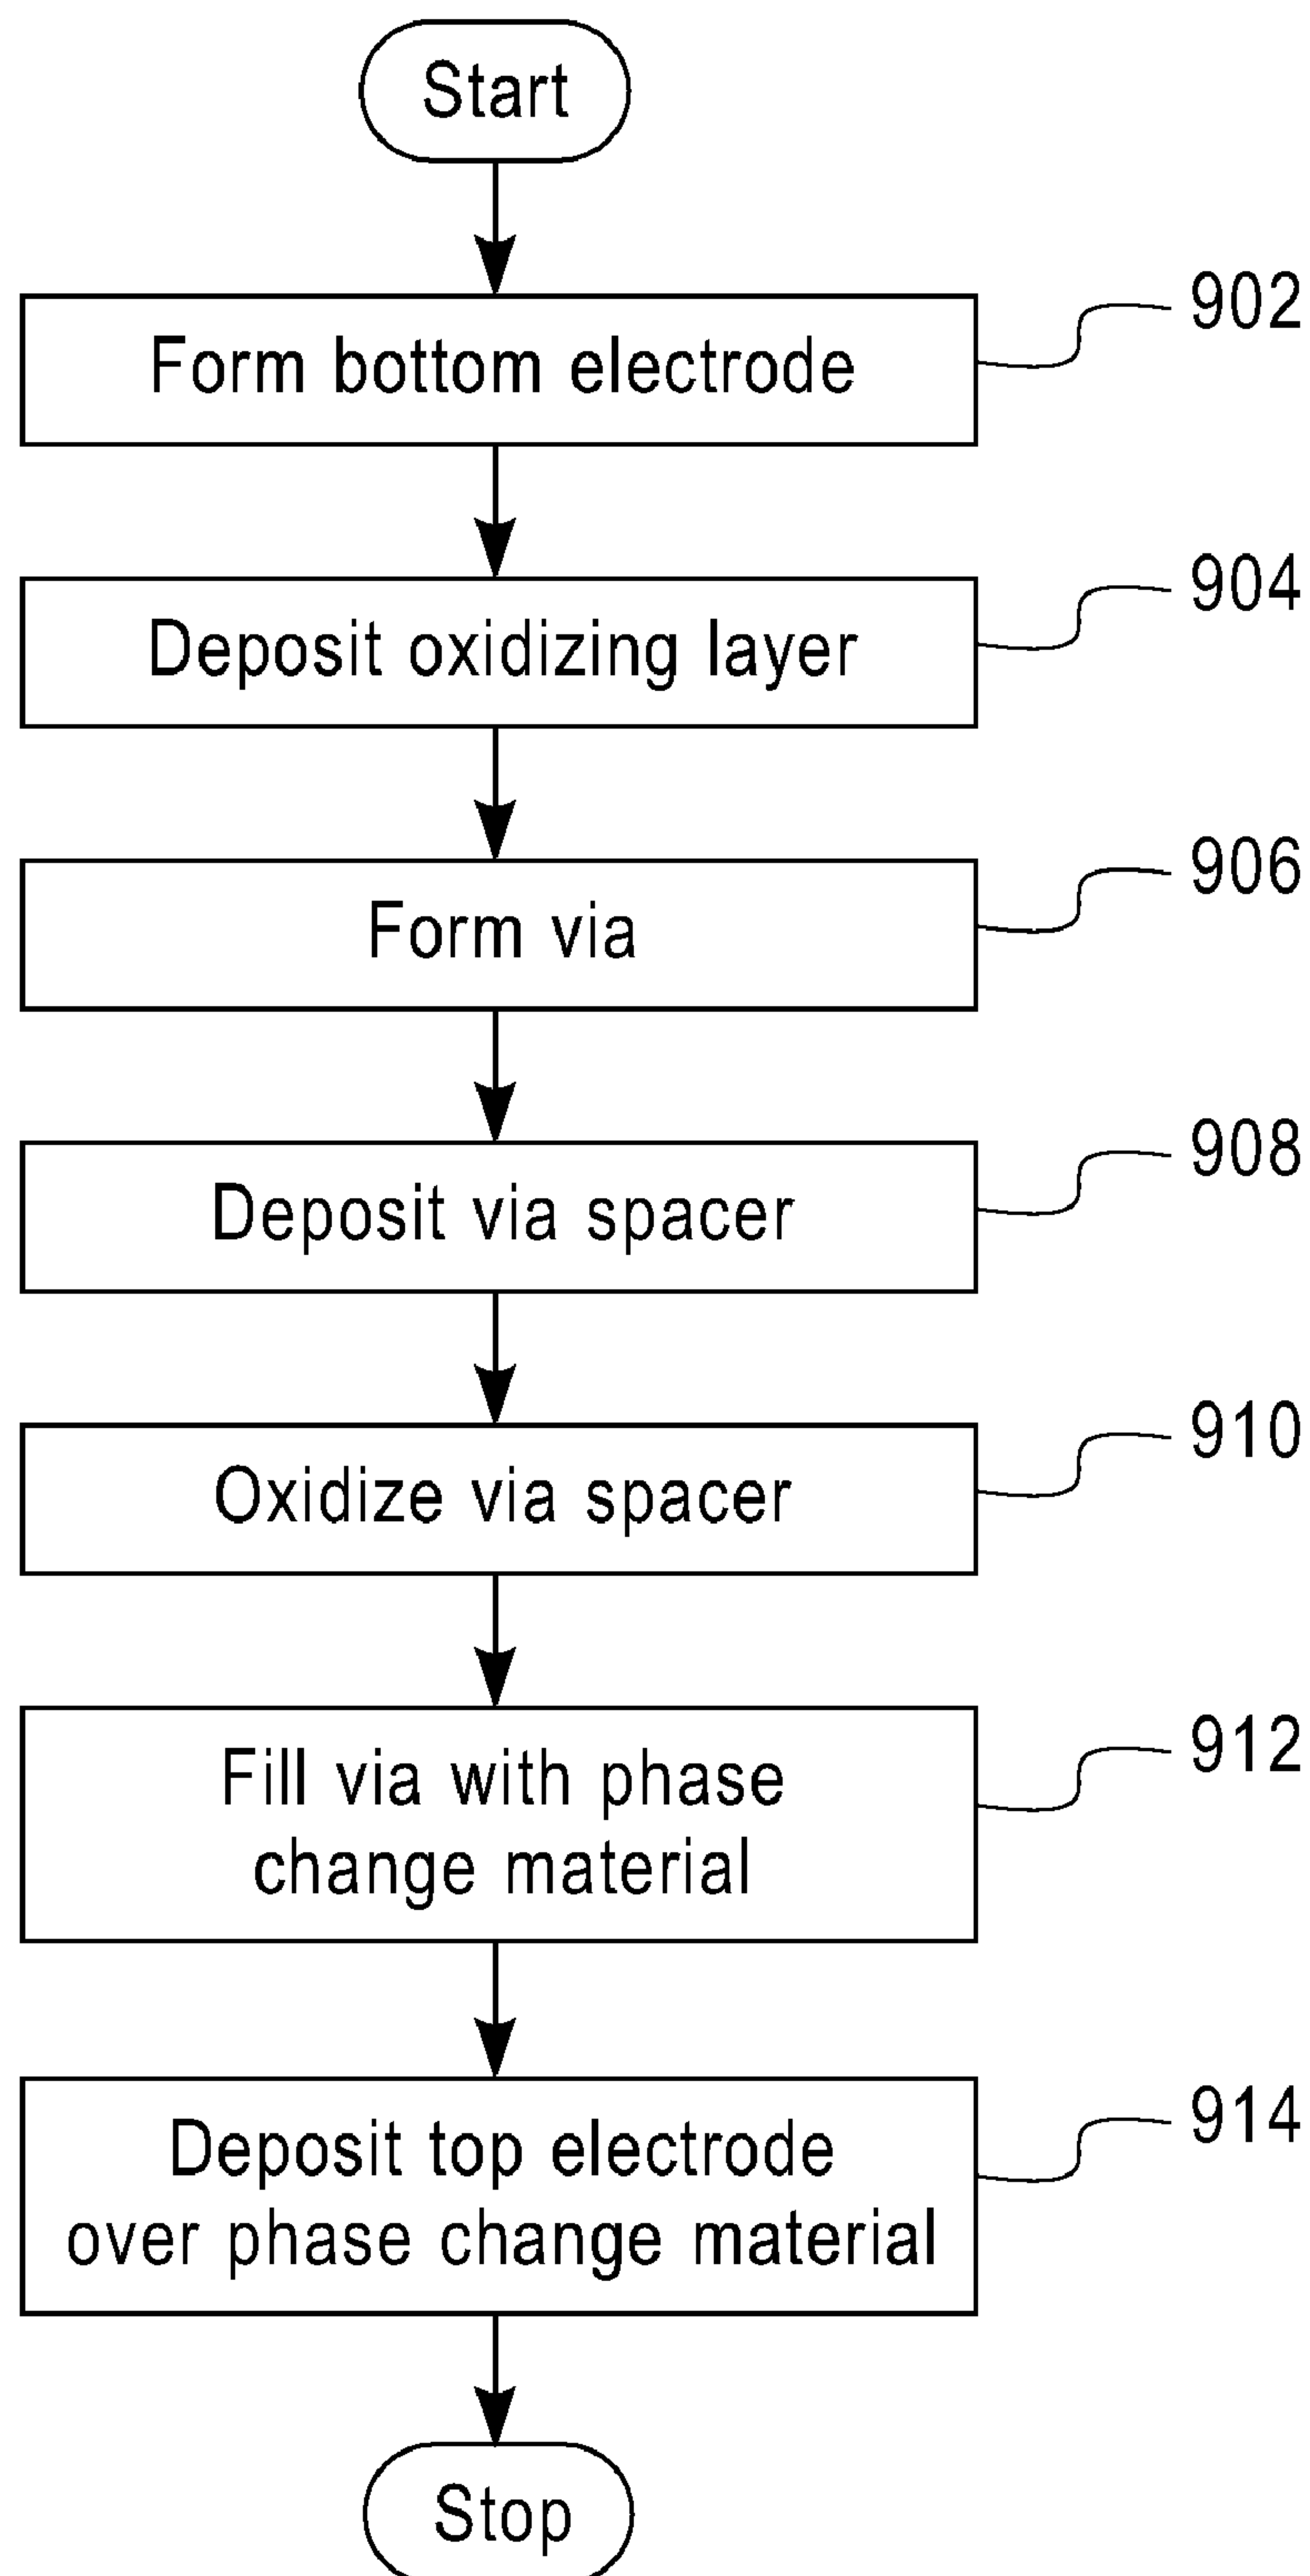 Start
Form bottom electrode
902
Deposit oxidizing layer
904
Form via
906
Deposit via spacer
908
Oxidize via spacer
910
Fill via with phase
change material
912
Deposit top electrode
over phase change material
914
Stop